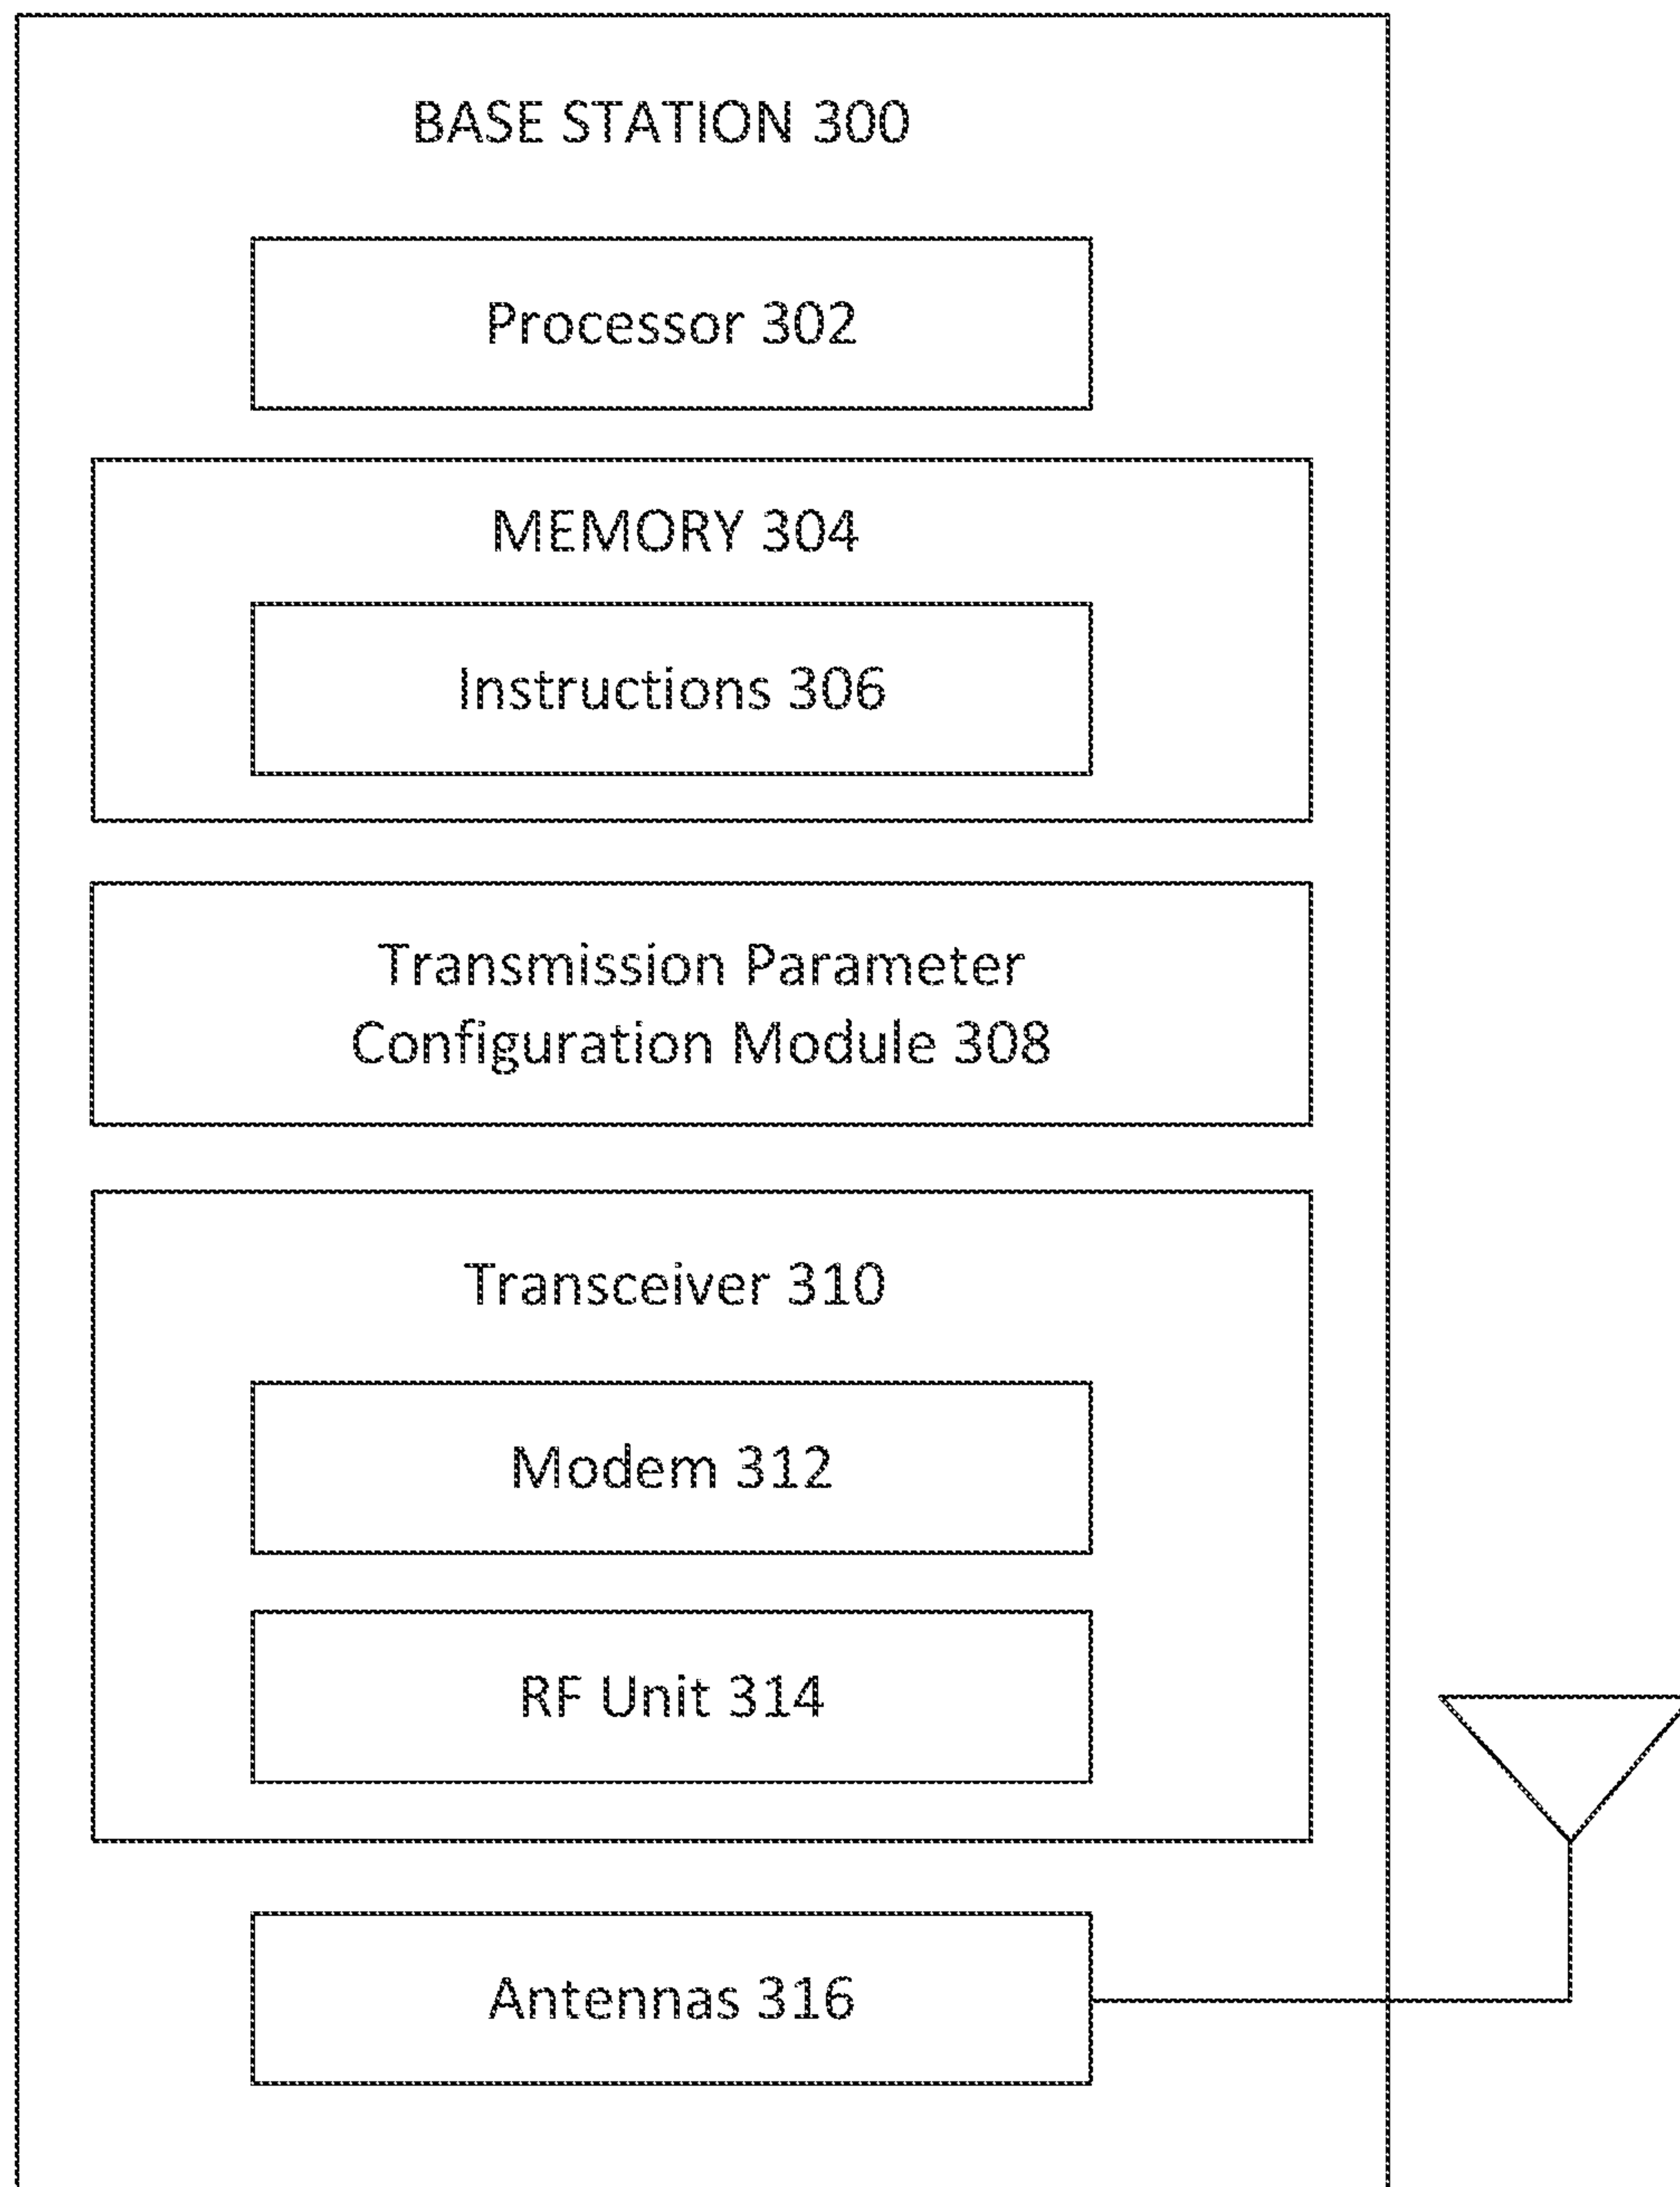 BASE STATION 300
Processor 302
MEMORY 304
Instructions 306
Transmission Parameter
Configuration Module 308
Transceiver 310
Modem 312
RF Unit 314
Antennas 316